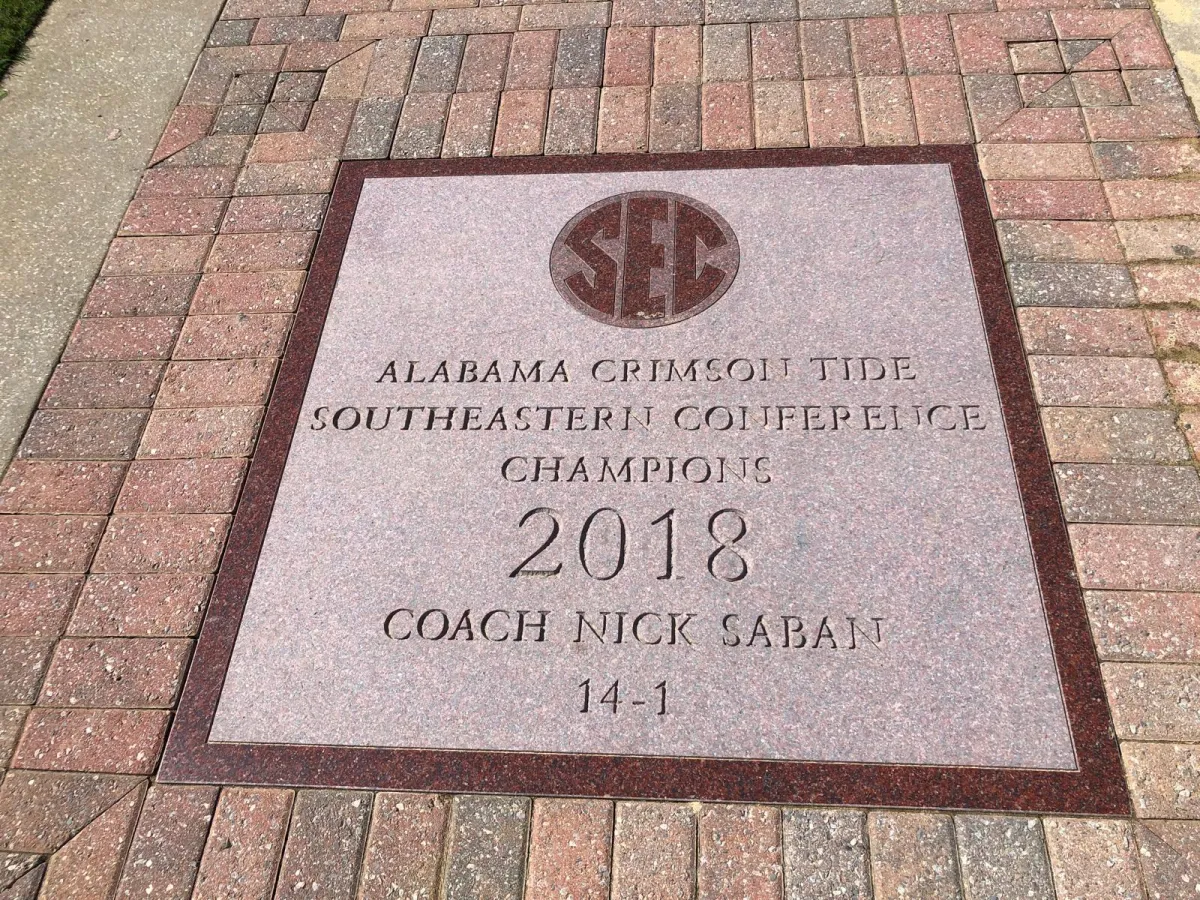 SEC
ALABAMA CRIMSON TIDE
SOUTHEASTERN CONFERENCE
CHAMPIONS
2018
COACH NICK SABAN
14-1